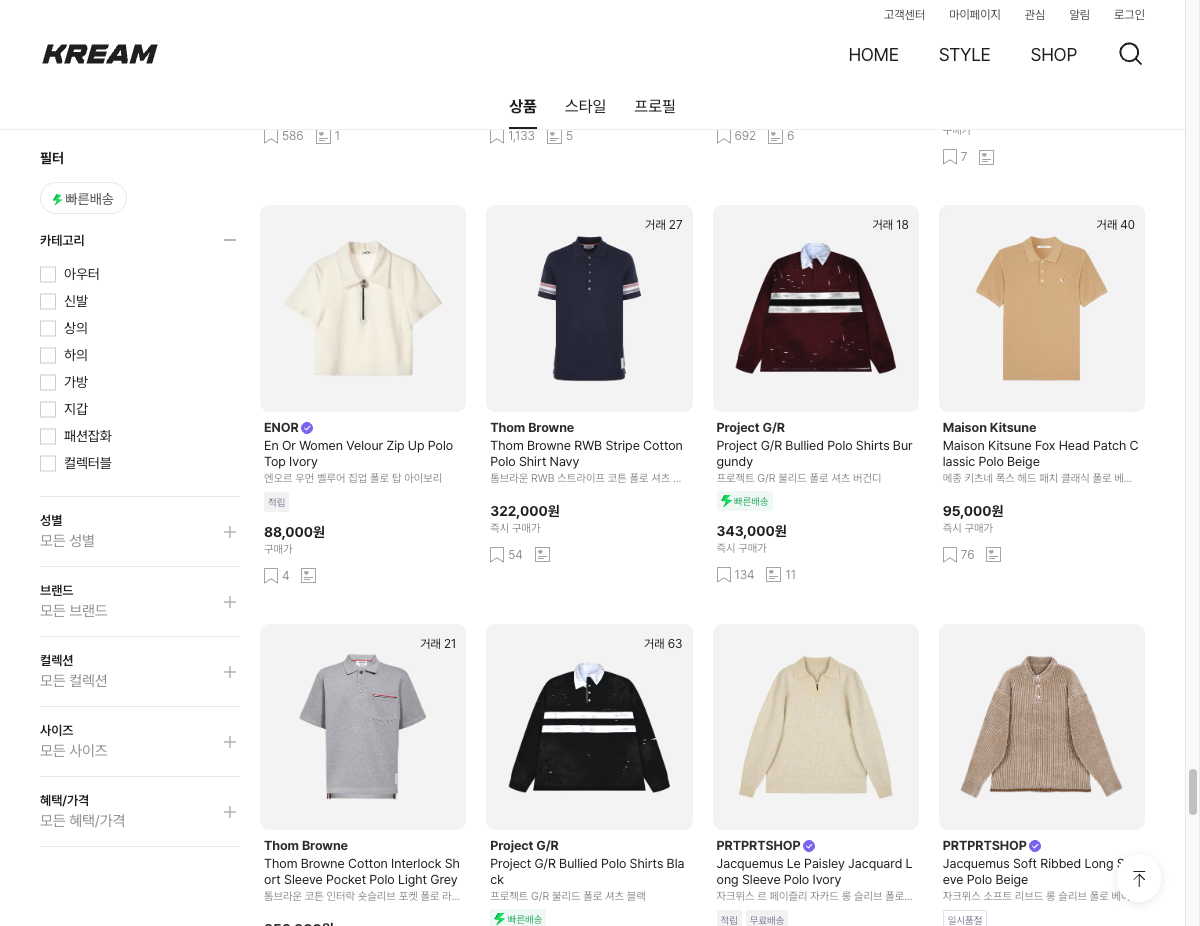 고객센터 마이페이지 관심 알림 로그인
KREAM
HOME STYLE SHOP
상품 스타일 프로필
586 1
1,133 5
692 6
구매가
7
필터
빠른배송
카테고리
아우터
신발
상의
하의
가방
지갑
패션잡화
컬렉터블
성별
모든 성별
브랜드
모든 브랜드
컬렉션
모든 컬렉션
사이즈
모든 사이즈
혜택/가격
모든 혜택/가격
ENOR
En Or Women Velour Zip Up Polo
Top Ivory
엔오르 우먼 벨루어 집업 폴로 탑 아이보리
적립
88,000원
구매가
4
거래 27
Thom Browne
Thom Browne RWB Stripe Cotton
Polo Shirt Navy
톰브라운 RWB 스트라이프 코튼 폴로 셔츠 ...
322,000원
즉시 구매가
54
거래 18
Project G/R
Project G/R Bullied Polo Shirts Bur
gundy
프로젝트 G/R 불리드 폴로 셔츠 버건디
빠른배송
343,000원
즉시 구매가
134 11
거래 40
Maison Kitsune
Maison Kitsune Fox Head Patch C
lassic Polo Beige
메종 키츠네 폭스 헤드 패치 클래식 폴로 베...
95,000원
즉시 구매가
76
거래 21
Thom Browne
Thom Browne Cotton Interlock Sh
ort Sleeve Pocket Polo Light Grey
톰브라운 코튼 인터락 숏슬리브 포켓 폴로 라...
거래 63
Project G/R
Project G/R Bullied Polo Shirts Bla
ck
프로젝트 G/R 불리드 폴로 셔츠 블랙
빠른배송
PRTPRTSHOP
Jacquemus Le Paisley Jacquard L
ong Sleeve Polo Ivory
자크뮈스 르 페이즐리 자카드 롱 슬리브 폴로...
적립 무료배송
PRTPRTSHOP
Jacquemus Soft Ribbed Long S
eve Polo Beige
자크뮈스 소프트 리브드 롱 슬리브 폴로 베이
일시품절